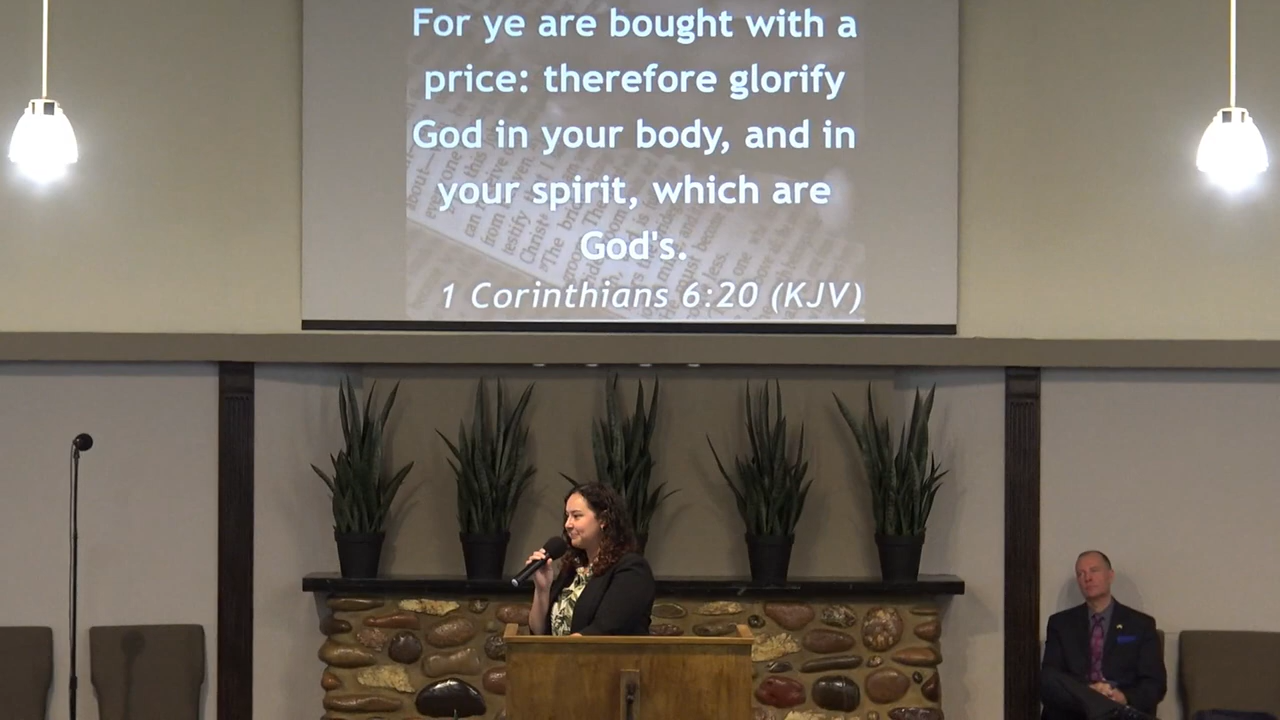 For ye are bought with a
price: therefore glorify
God in your body, and in
your spirit, which are
God's.
1 Corinthians 6:20 (KJV)